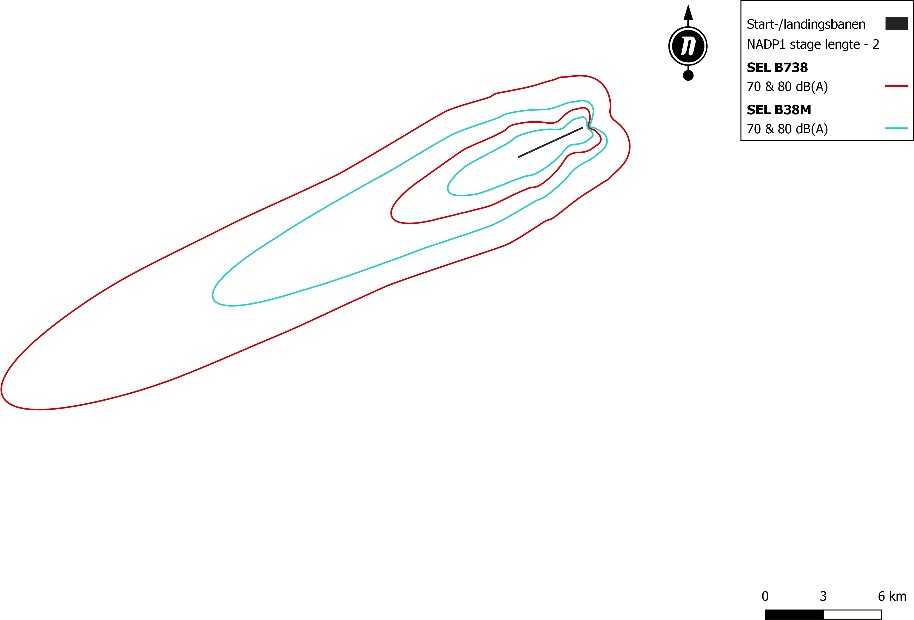 n
Start-/landingsbanen
NADP1 stage lengte - 2
SEL B738
70 & 80 dB(A)
SEL B38M
70 & 80 dB(A)
0 3 6 km